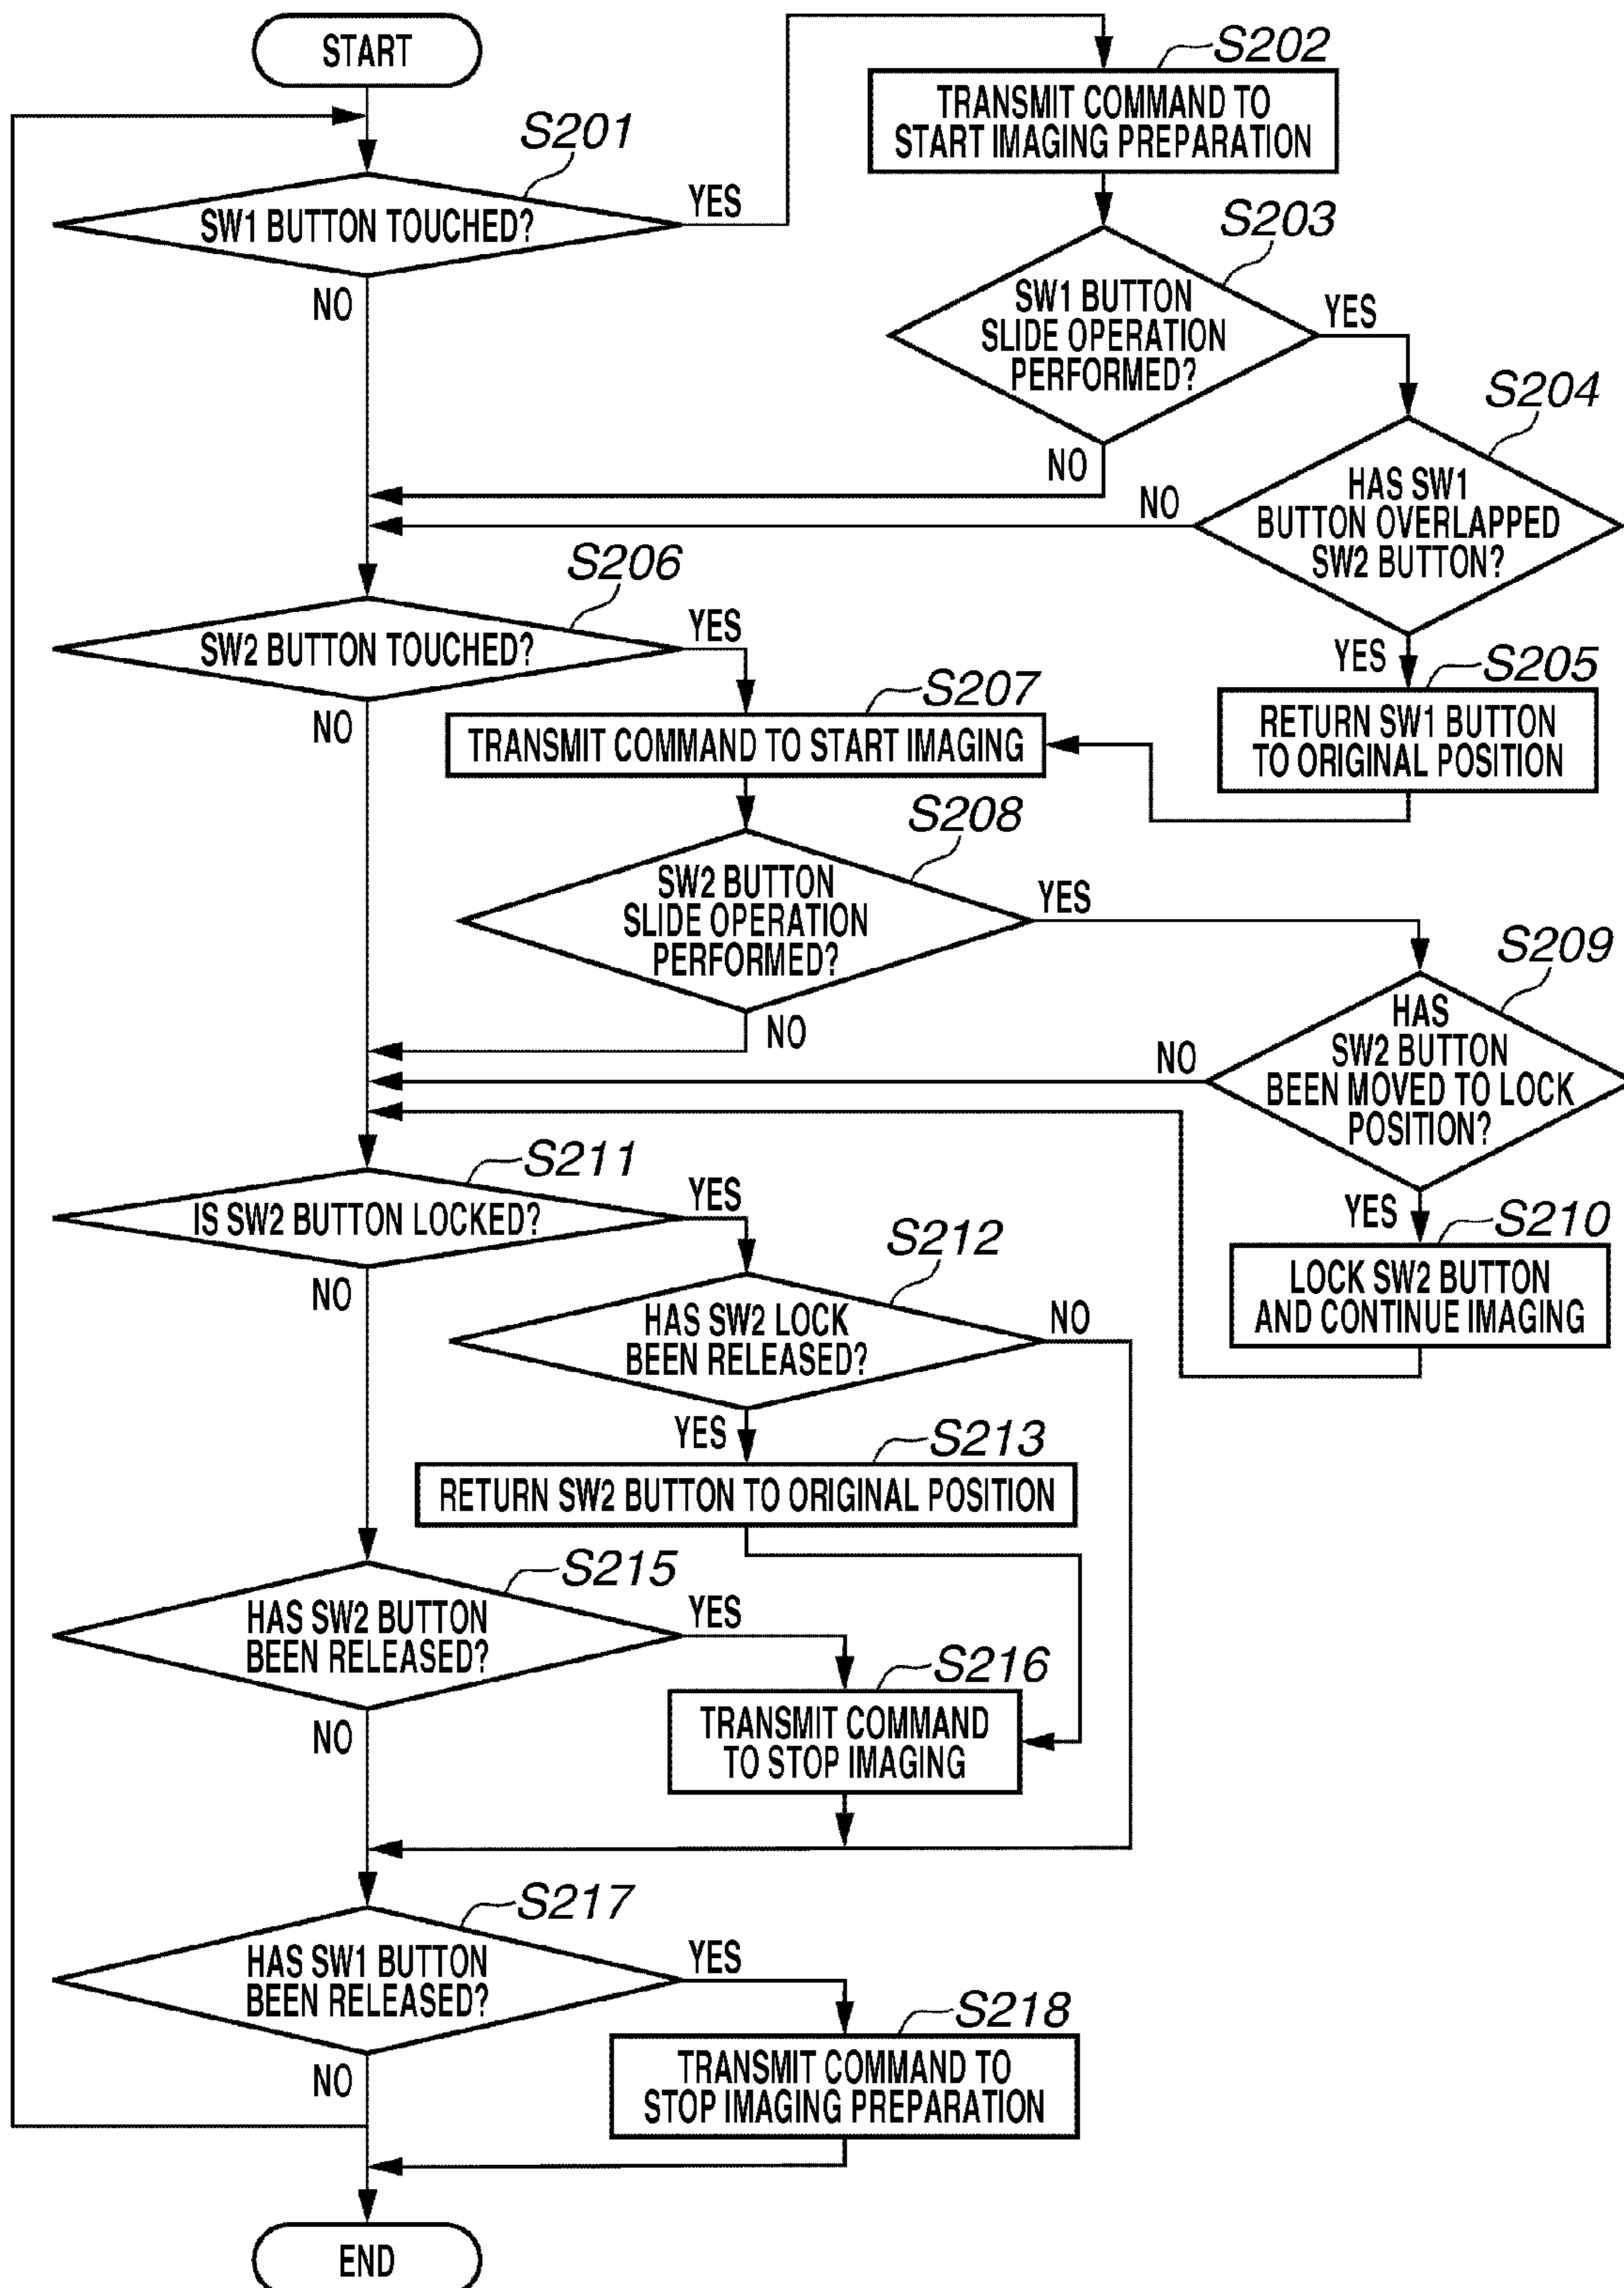 START
S201
SW1 BUTTON TOUCHED?
YES
NO
S202
TRANSMIT COMMAND TO
START IMAGING PREPARATION
S203
SW1 BUTTON
SLIDE OPERATION
PERFORMED?
YES
NO
S204
HAS SW1
BUTTON OVERLAPPED
SW2 BUTTON?
NO
YES
S205
RETURN SW1 BUTTON
TO ORIGINAL POSITION
S206
SW2 BUTTON TOUCHED?
YES
NO
S207
TRANSMIT COMMAND TO START IMAGING
S208
SW2 BUTTON
SLIDE OPERATION
PERFORMED?
YES
NO
S209
HAS
SW2 BUTTON
BEEN MOVED TO LOCK
POSITION?
NO
YES
S210
LOCK SW2 BUTTON
AND CONTINUE IMAGING
S211
IS SW2 BUTTON LOCKED?
YES
NO
S212
HAS SW2 LOCK
BEEN RELEASED?
NO
YES
S213
RETURN SW2 BUTTON TO ORIGINAL POSITION
S215
HAS SW2 BUTTON
BEEN RELEASED?
YES
NO
S216
TRANSMIT COMMAND
TO STOP IMAGING
S217
HAS SW1 BUTTON
BEEN RELEASED?
YES
NO
S218
TRANSMIT COMMAND TO
STOP IMAGING PREPARATION
END